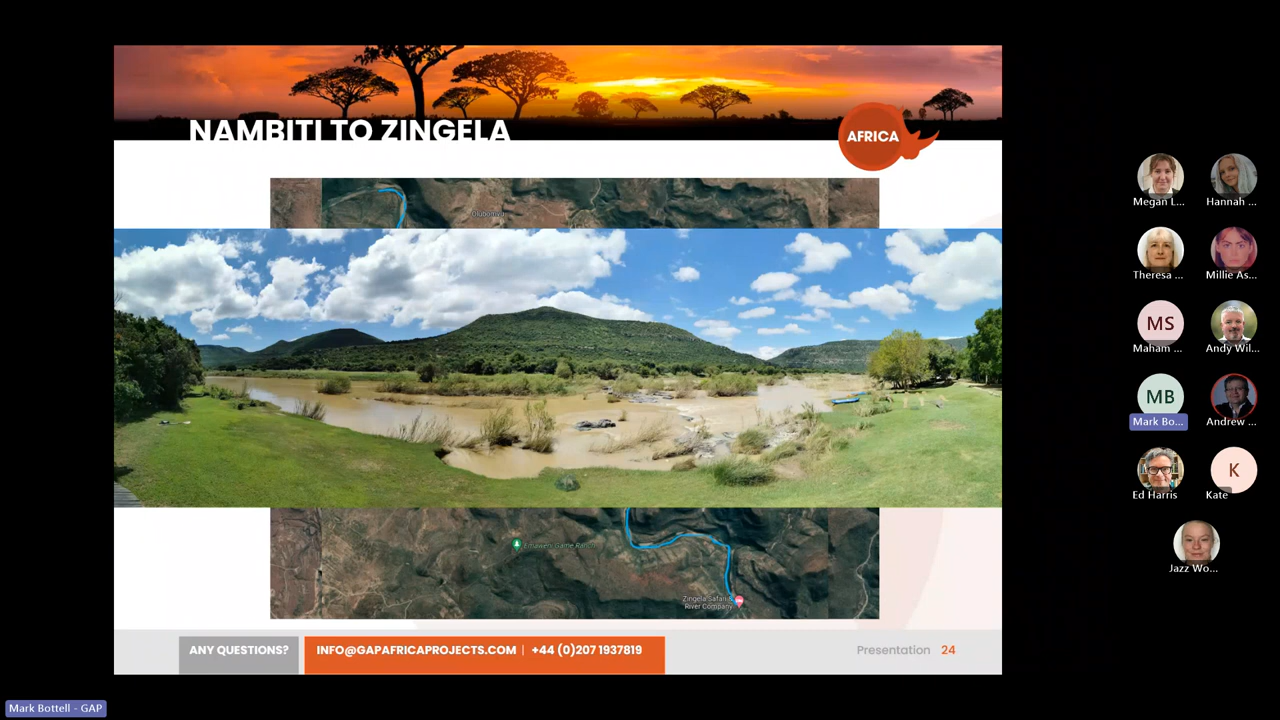 NAMBITI TO ZINGELA
AFRICA
Emaweni Game Ranch
Zingela Safari &
River Company
ANY QUESTIONS?
INFO@GAPAFRICAPROJECTS.COM | +44 (0)207 1937819
Presentation 24
Megan L...
Hannah ...
Theresa ...
Millie As...
MS
Maham ...
Andy Wil...
MB
Mark Bo...
Andrew ...
Ed Harris
K
Kate
Jazz Wo...
Mark Bottell - GAP